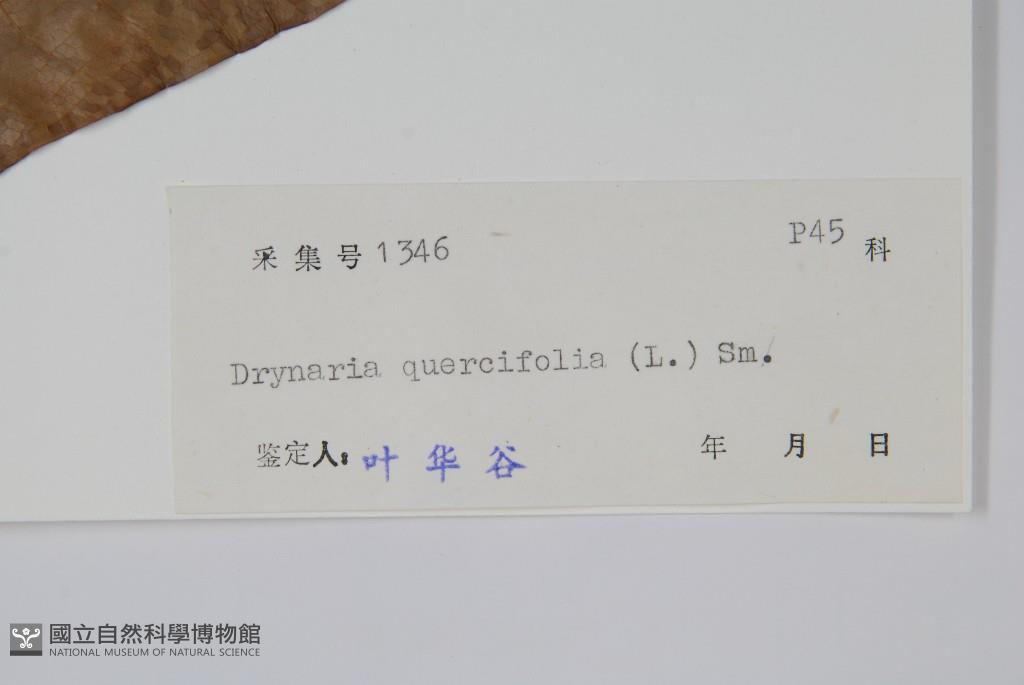 采集号 1346 P45 科
Drynaria quercifolia (L.) Sm.
鉴定人: 叶华谷 年 月 日
國立自然科學博物館
NATIONAL MUSEUM OF NATURAL SCIENCE